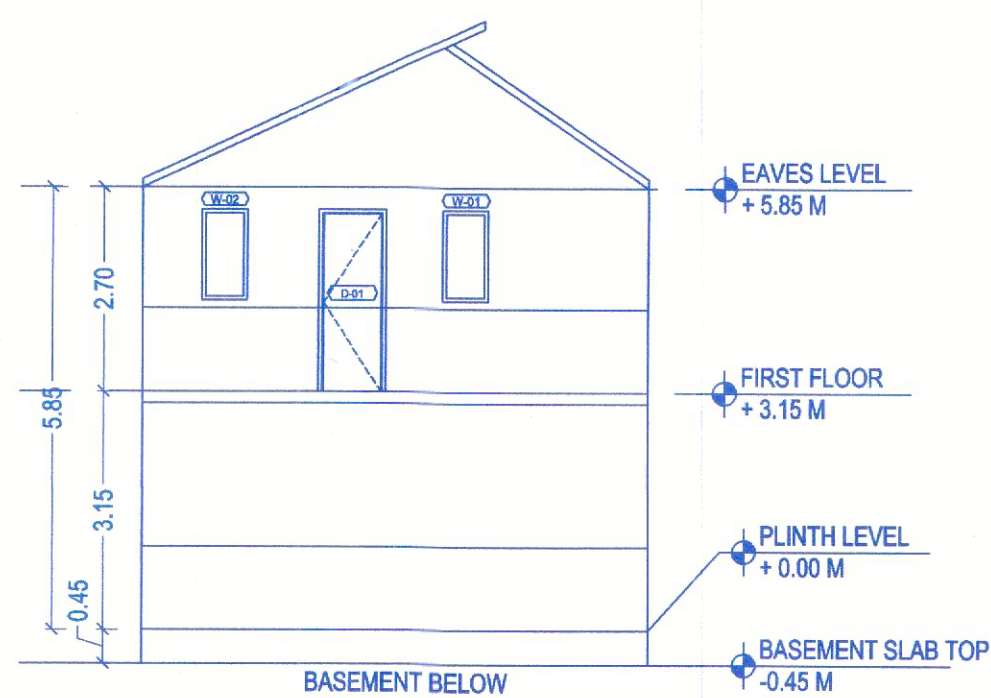 EAVES LEVEL
+ 5.85 M
W-02
W-01
2.70
D-01
FIRST FLOOR
+ 3.15 M
5.85
3.15
PLINTH LEVEL
+ 0.00 M
0.45
BASEMENT SLAB TOP
-0.45 M
BASEMENT BELOW